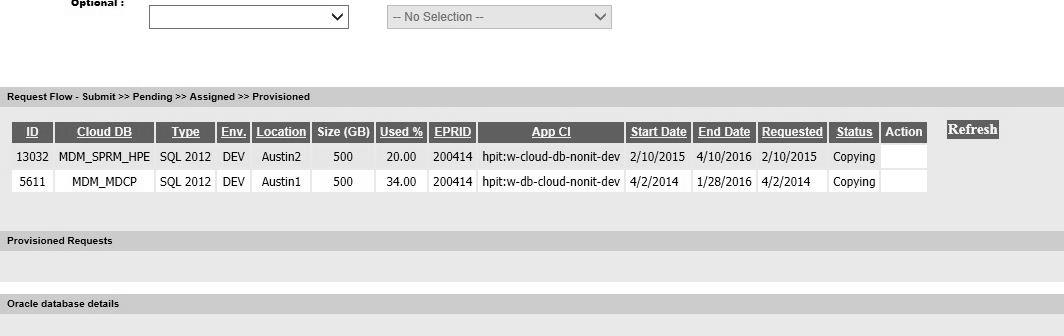 Optional :
-- No Selection --
Request Flow - Submit >> Pending >> Assigned >> Provisioned
ID Cloud DB Type Env. Location Size (GB) Used % EPRID App CI Start Date End Date Requested Status Action Refresh
13032 MDM_SPRM_HPE SQL 2012 DEV Austin2 500 20.00 200414 hpit:w-cloud-db-nonit-dev 2/10/2015 4/10/2016 2/10/2015 Copying
5611 MDM_MDCP SQL 2012 DEV Austin1 500 34.00 200414 hpit:w-db-cloud-nonit-dev 4/2/2014 1/28/2016 4/2/2014 Copying
Provisioned Requests
Oracle database details